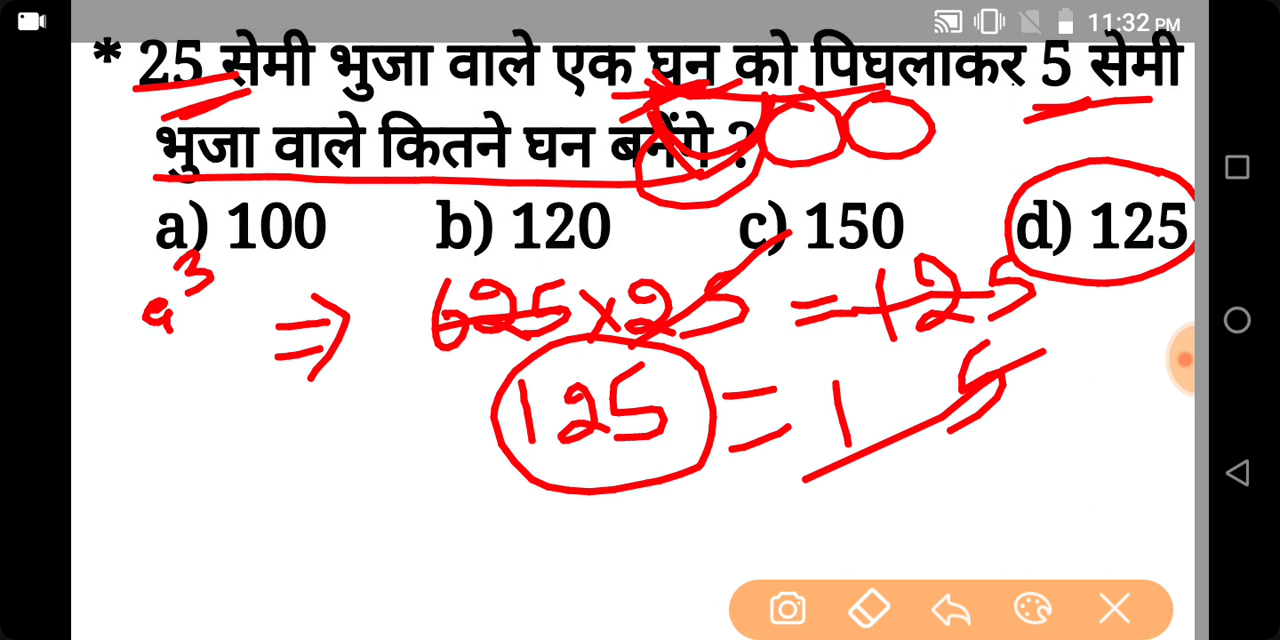 11:32 PM
* 25 सेमी भुजा वाले एक घन को पिघलाकर 5 सेमी
भुजा वाले कितने घन बनेंगे ?
a) 100 b) 120 c) 150 d) 125
a³ ⇒ 625 × 25 = 125
125 = 1 5